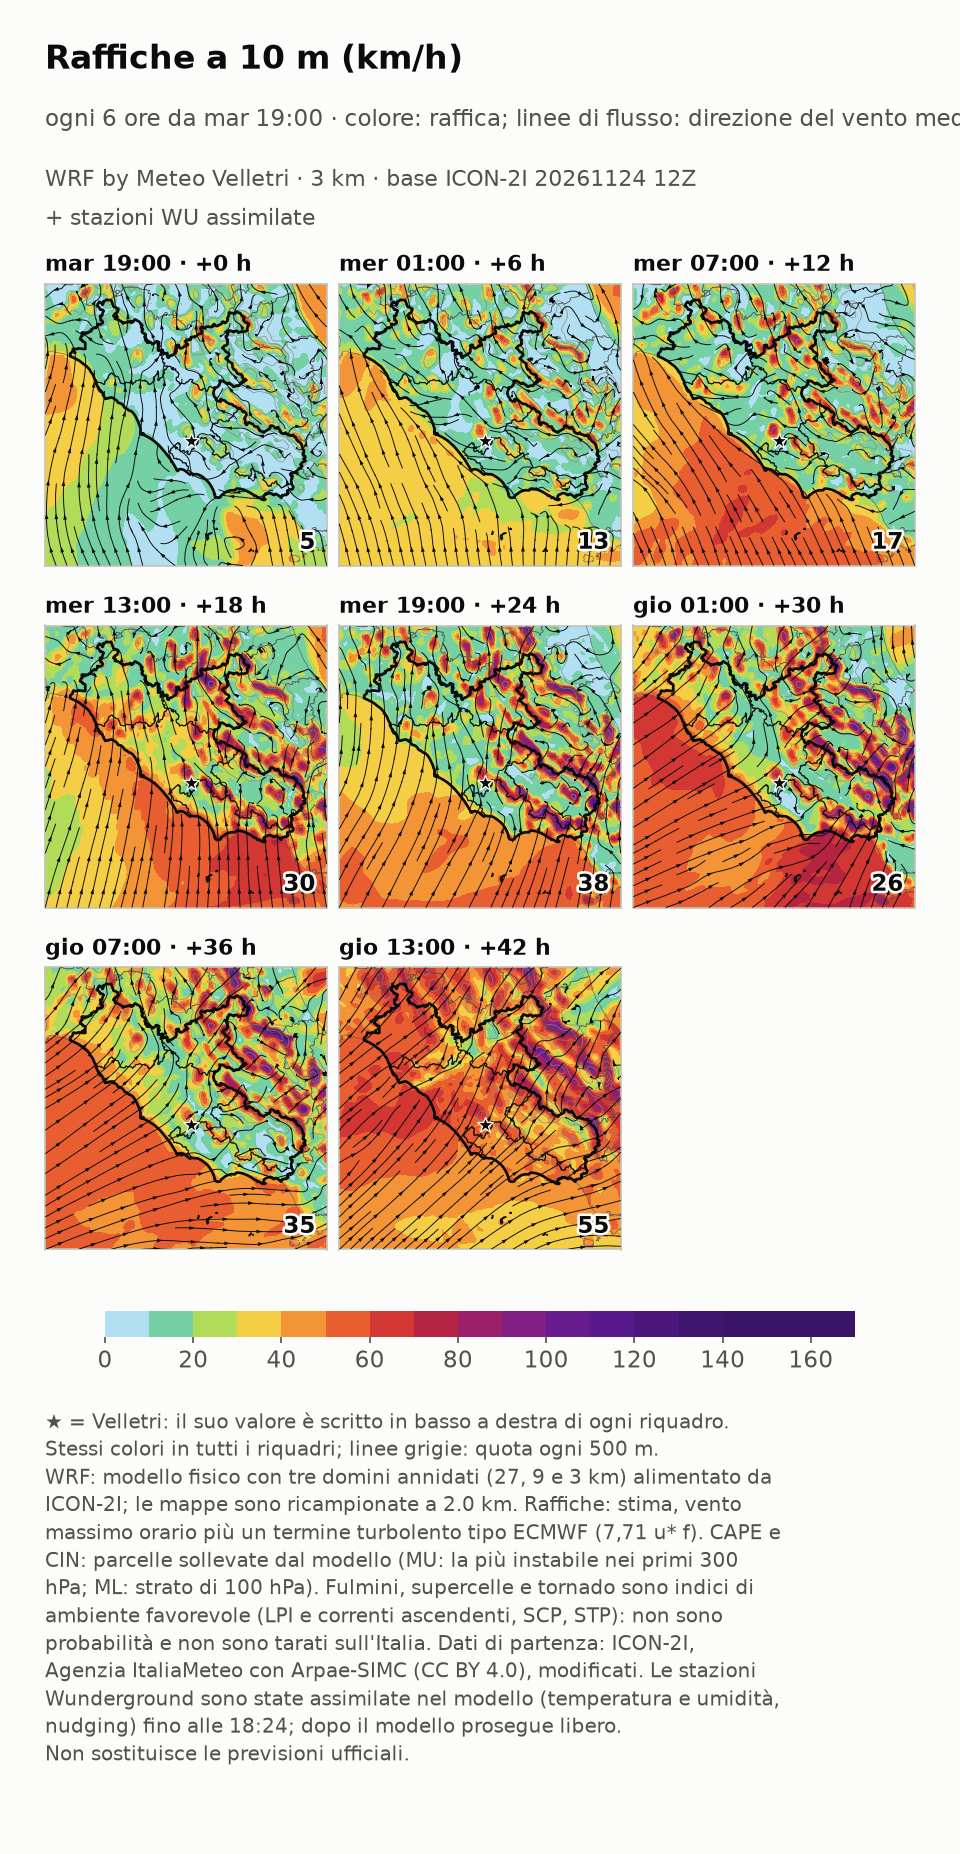 Raffiche a 10 m (km/h)
ogni 6 ore da mar 19:00 · colore: raffica; linee di flusso: direzione del vento med
WRF by Meteo Velletri · 3 km · base ICON-2I 20261124 12Z
+ stazioni WU assimilate
mar 19:00 · +0 h
mer 01:00 · +6 h
mer 07:00 · +12 h
5
13
17
mer 13:00 · +18 h
mer 19:00 · +24 h
gio 01:00 · +30 h
30
38
26
gio 07:00 · +36 h
gio 13:00 · +42 h
35
55
0 20 40 60 80 100 120 140 160
★ = Velletri: il suo valore è scritto in basso a destra di ogni riquadro.
Stessi colori in tutti i riquadri; linee grigie: quota ogni 500 m.
WRF: modello fisico con tre domini annidati (27, 9 e 3 km) alimentato da
ICON-2I; le mappe sono ricampionate a 2.0 km. Raffiche: stima, vento
massimo orario più un termine turbolento tipo ECMWF (7,71 u* f). CAPE e
CIN: parcelle sollevate dal modello (MU: la più instabile nei primi 300
hPa; ML: strato di 100 hPa). Fulmini, supercelle e tornado sono indici di
ambiente favorevole (LPI e correnti ascendenti, SCP, STP): non sono
probabilità e non sono tarati sull'Italia. Dati di partenza: ICON-2I,
Agenzia ItaliaMeteo con Arpae-SIMC (CC BY 4.0), modificati. Le stazioni
Wunderground sono state assimilate nel modello (temperatura e umidità,
nudging) fino alle 18:24; dopo il modello prosegue libero.
Non sostituisce le previsioni ufficiali.